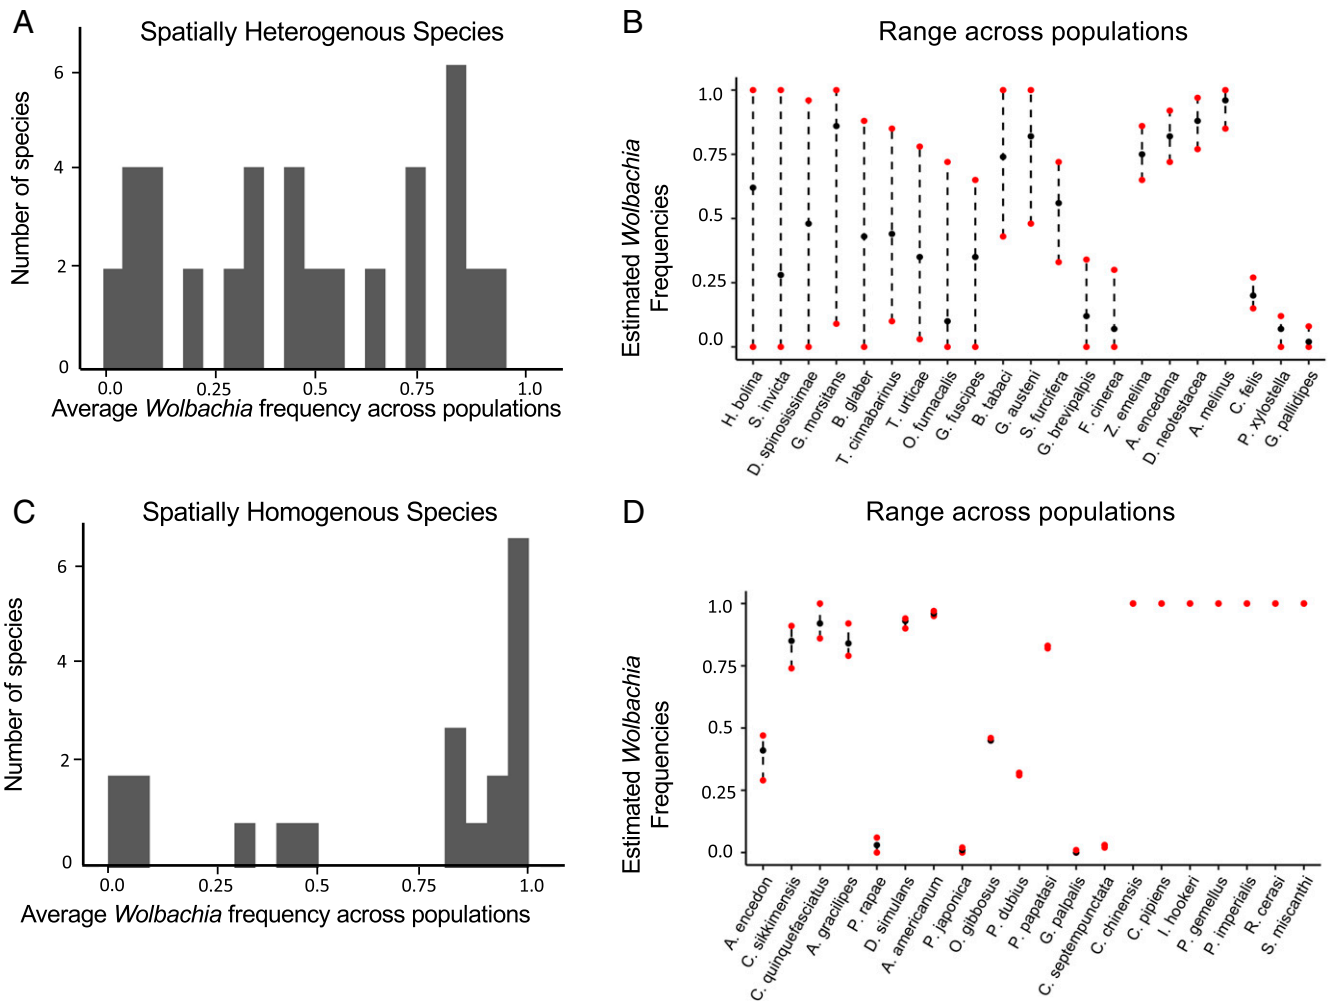 A
Spatially Heterogenous Species
Number of species
6
4
2
0
0.0
0.25
0.5
0.75
1.0
Average Wolbachia frequency across populations
B
Range across populations
Estimated Wolbachia
Frequencies
1.0
0.75
0.5
0.25
0.0
H. bolina
S. invicta
D. spinosissimae
G. morsitans
B. glaber
T. cinnabarinus
T. urticae
O. furnacalis
G. fuscipes
B. tabaci
G. austeni
S. furcifera
G. brevipalpis
F. cinerea
Z. emelina
A. encedana
D. neotestacea
A. melinus
C. felis
P. xylostella
G. pallidipes
C
Spatially Homogenous Species
Number of species
6
4
2
0
0.0
0.25
0.5
0.75
1.0
Average Wolbachia frequency across populations
D
Range across populations
Estimated Wolbachia
Frequencies
1.0
0.75
0.5
0.25
0.0
A. encedon
C. sikkimensis
C. quinquefasciatus
A. gracilipes
P. rapae
D. simulans
A. americanum
P. japonica
O. gibbosus
P. dubius
P. papatasi
G. palpalis
C. septempunctata
C. chinensis
C. pipiens
I. hookeri
P. gemellus
P. imperialis
R. cerasi
S. miscanthi